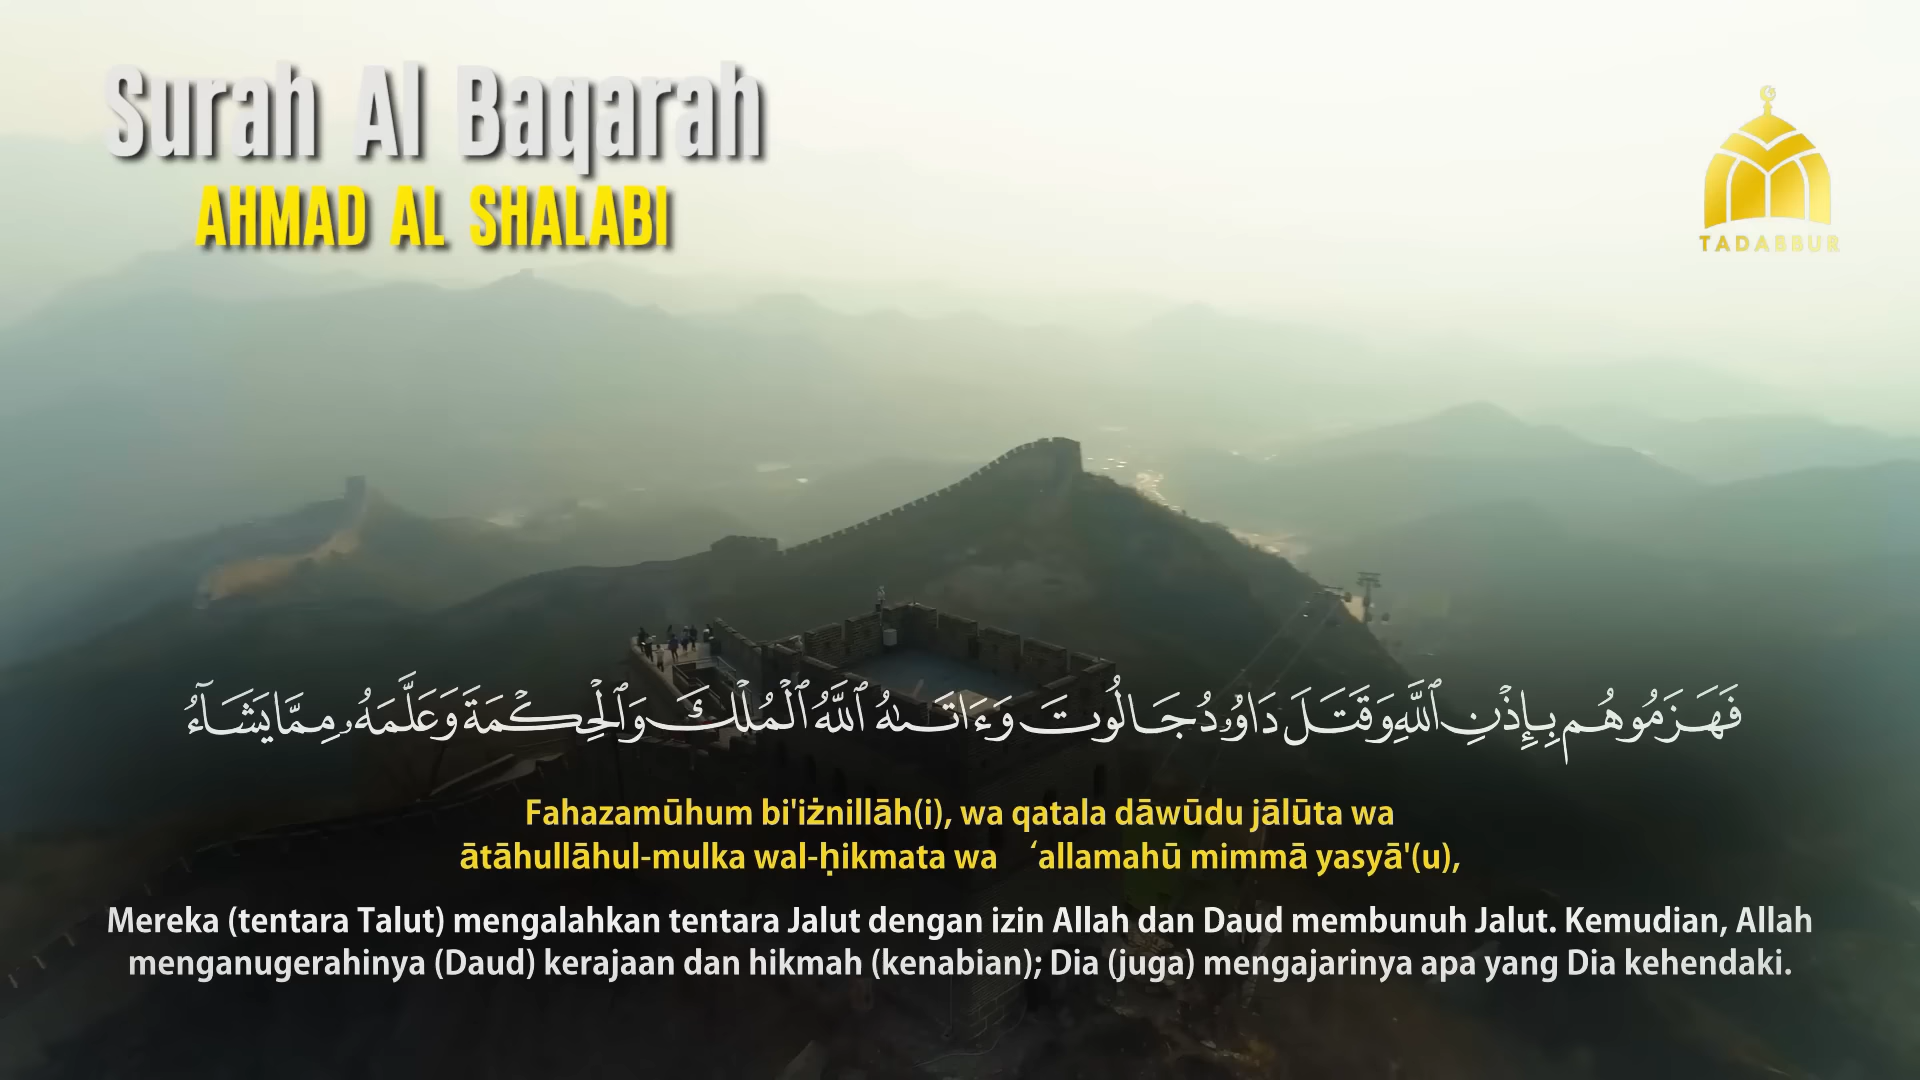 Surah Al Baqarah
AHMAD AL SHALABI
TADABBUR
فَهَزَمُوهُم بِإِذْنِ ٱللَّهِ وَقَتَلَ دَاوُۥدُ جَالُوتَ وَءَاتَىٰهُ ٱللَّهُ ٱلْمُلْكَ وَٱلْحِكْمَةَ وَعَلَّمَهُۥ مِمَّا يَشَآءُ
Fahazamūhum bi'iżnillāh(i), wa qatala dāwūdu jālūta wa
ātāhullāhul-mulka wal-ḥikmata wa ‘allamahū mimmā yasyā'(u),
Mereka (tentara Talut) mengalahkan tentara Jalut dengan izin Allah dan Daud membunuh Jalut. Kemudian, Allah
menganugerahinya (Daud) kerajaan dan hikmah (kenabian); Dia (juga) mengajarinya apa yang Dia kehendaki.